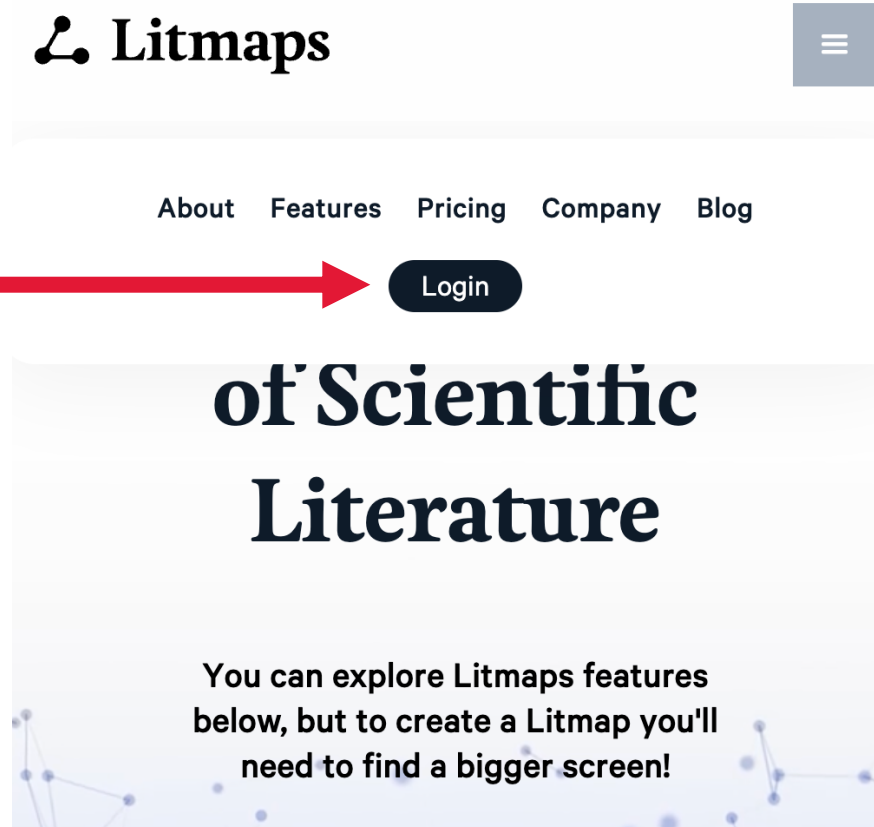 Litmaps
About Features Pricing Company Blog
Login
of Scientific
Literature
You can explore Litmaps features
below, but to create a Litmap you'll
need to find a bigger screen!